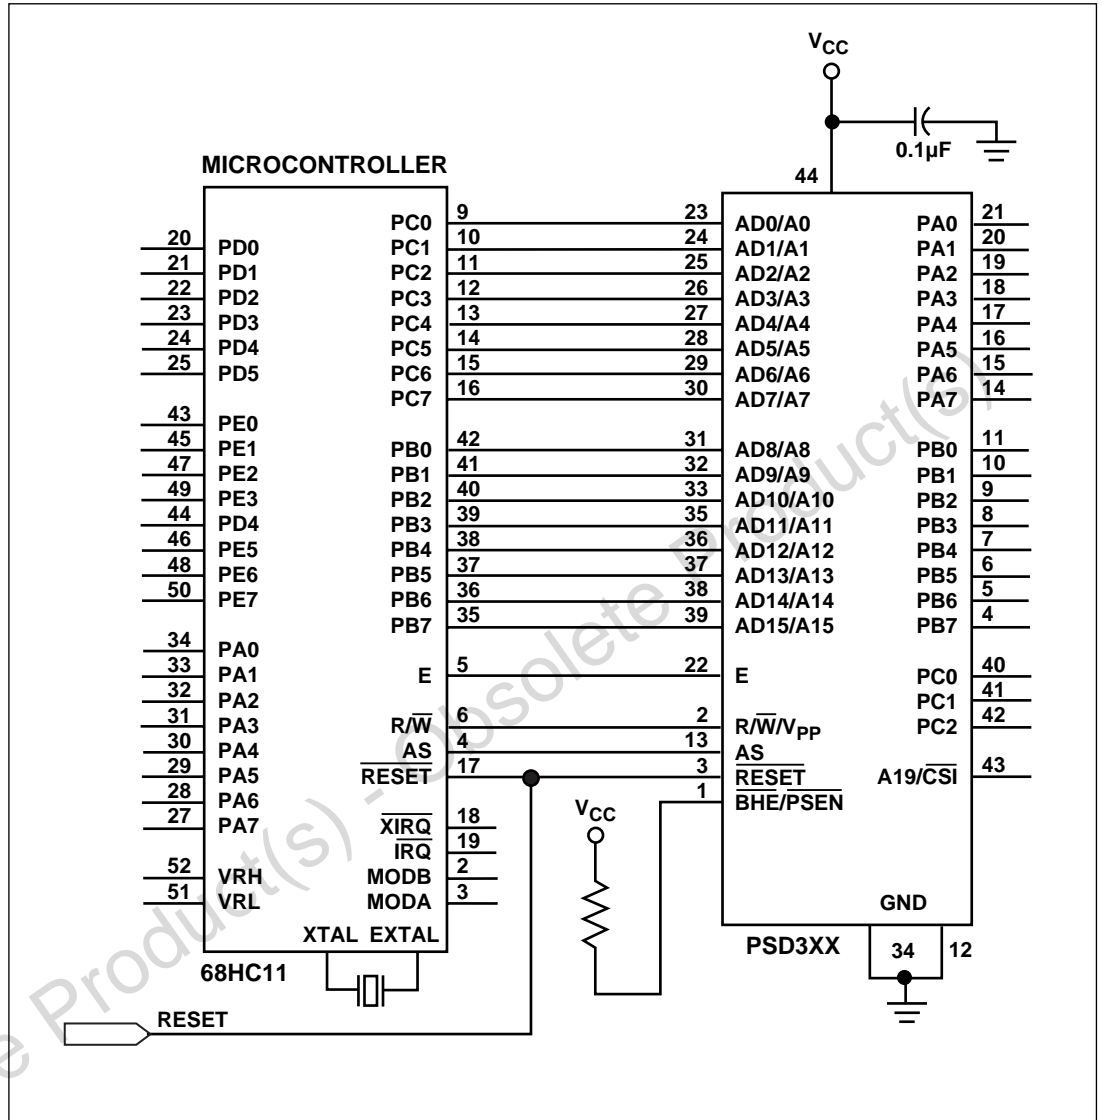 VCC
0.1µF
44
MICROCONTROLLER
20 PD0
21 PD1
22 PD2
23 PD3
24 PD4
25 PD5
43 PE0
45 PE1
47 PE2
49 PE3
44 PD4
46 PE5
48 PE6
50 PE7
34 PA0
33 PA1
32 PA2
31 PA3
30 PA4
29 PA5
28 PA6
27 PA7
52 VRH
51 VRL
PC0 9
PC1 10
PC2 11
PC3 12
PC4 13
PC5 14
PC6 15
PC7 16
PB0 42
PB1 41
PB2 40
PB3 39
PB4 38
PB5 37
PB6 36
PB7 35
E 5
R/W̅ 6
AS 4
R̅E̅S̅E̅T̅ 17
X̅I̅R̅Q̅ 18
I̅R̅Q̅ 19
MODB 2
MODA 3
XTAL EXTAL
68HC11
RESET
VCC
23 AD0/A0
24 AD1/A1
25 AD2/A2
26 AD3/A3
27 AD4/A4
28 AD5/A5
29 AD6/A6
30 AD7/A7
31 AD8/A8
32 AD9/A9
33 AD10/A10
35 AD11/A11
36 AD12/A12
37 AD13/A13
38 AD14/A14
39 AD15/A15
22 E
2 R/W̅/VPP
13 AS
3 R̅E̅S̅E̅T̅
1 B̅H̅E̅/P̅S̅E̅N̅
PA0 21
PA1 20
PA2 19
PA3 18
PA4 17
PA5 16
PA6 15
PA7 14
PB0 11
PB1 10
PB2 9
PB3 8
PB4 7
PB5 6
PB6 5
PB7 4
PC0 40
PC1 41
PC2 42
A19/C̅S̅I̅ 43
GND
PSD3XX
34 12
e Product(s) - Obsolete Product(s)